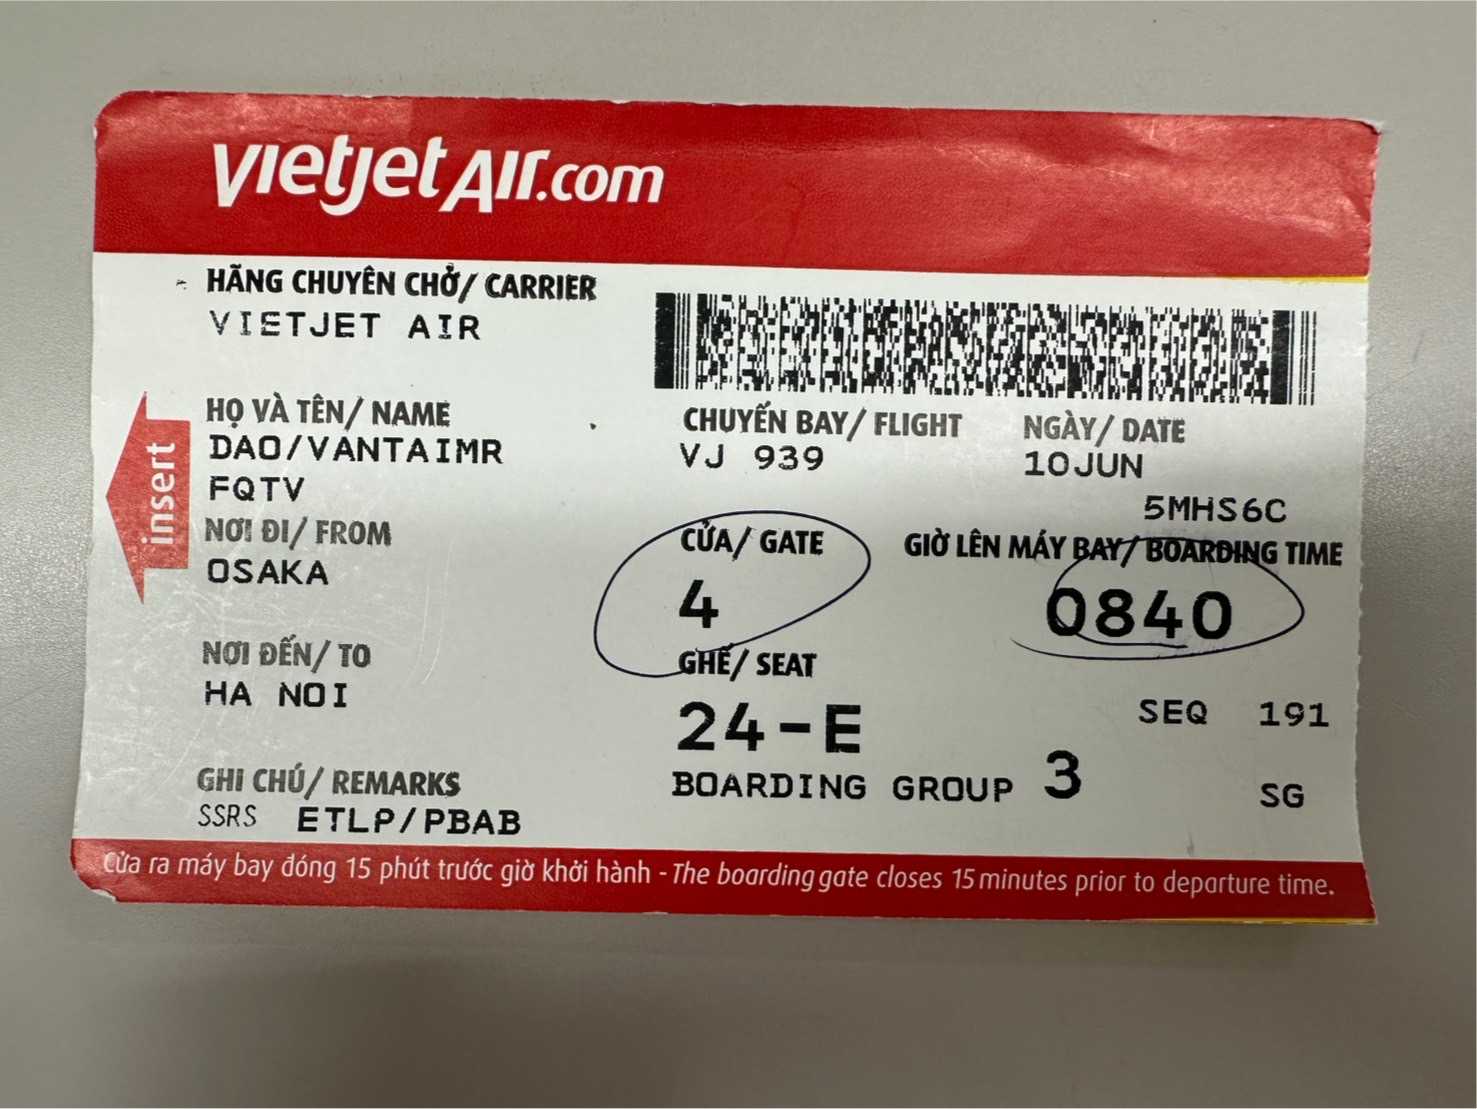 vietjetAir.com
HÃNG CHUYÊN CHỞ/ CARRIER
VIETJET AIR
HỌ VÀ TÊN/ NAME
DAO/VANTAIMR
FQTV
NƠI ĐI/ FROM
OSAKA
NƠI ĐẾN/ TO
HA NOI
GHI CHÚ/ REMARKS
SSRS ETLP/PBAB
insert
CHUYẾN BAY/ FLIGHT
VJ 939
NGÀY/ DATE
10JUN
5MHS6C
CỬA/ GATE
4
GIỜ LÊN MÁY BAY/ BOARDING TIME
0840
GHẾ/ SEAT
24-E
SEQ 191
BOARDING GROUP 3
SG
Cửa ra máy bay đóng 15 phút trước giờ khởi hành - The boarding gate closes 15 minutes prior to departure time.